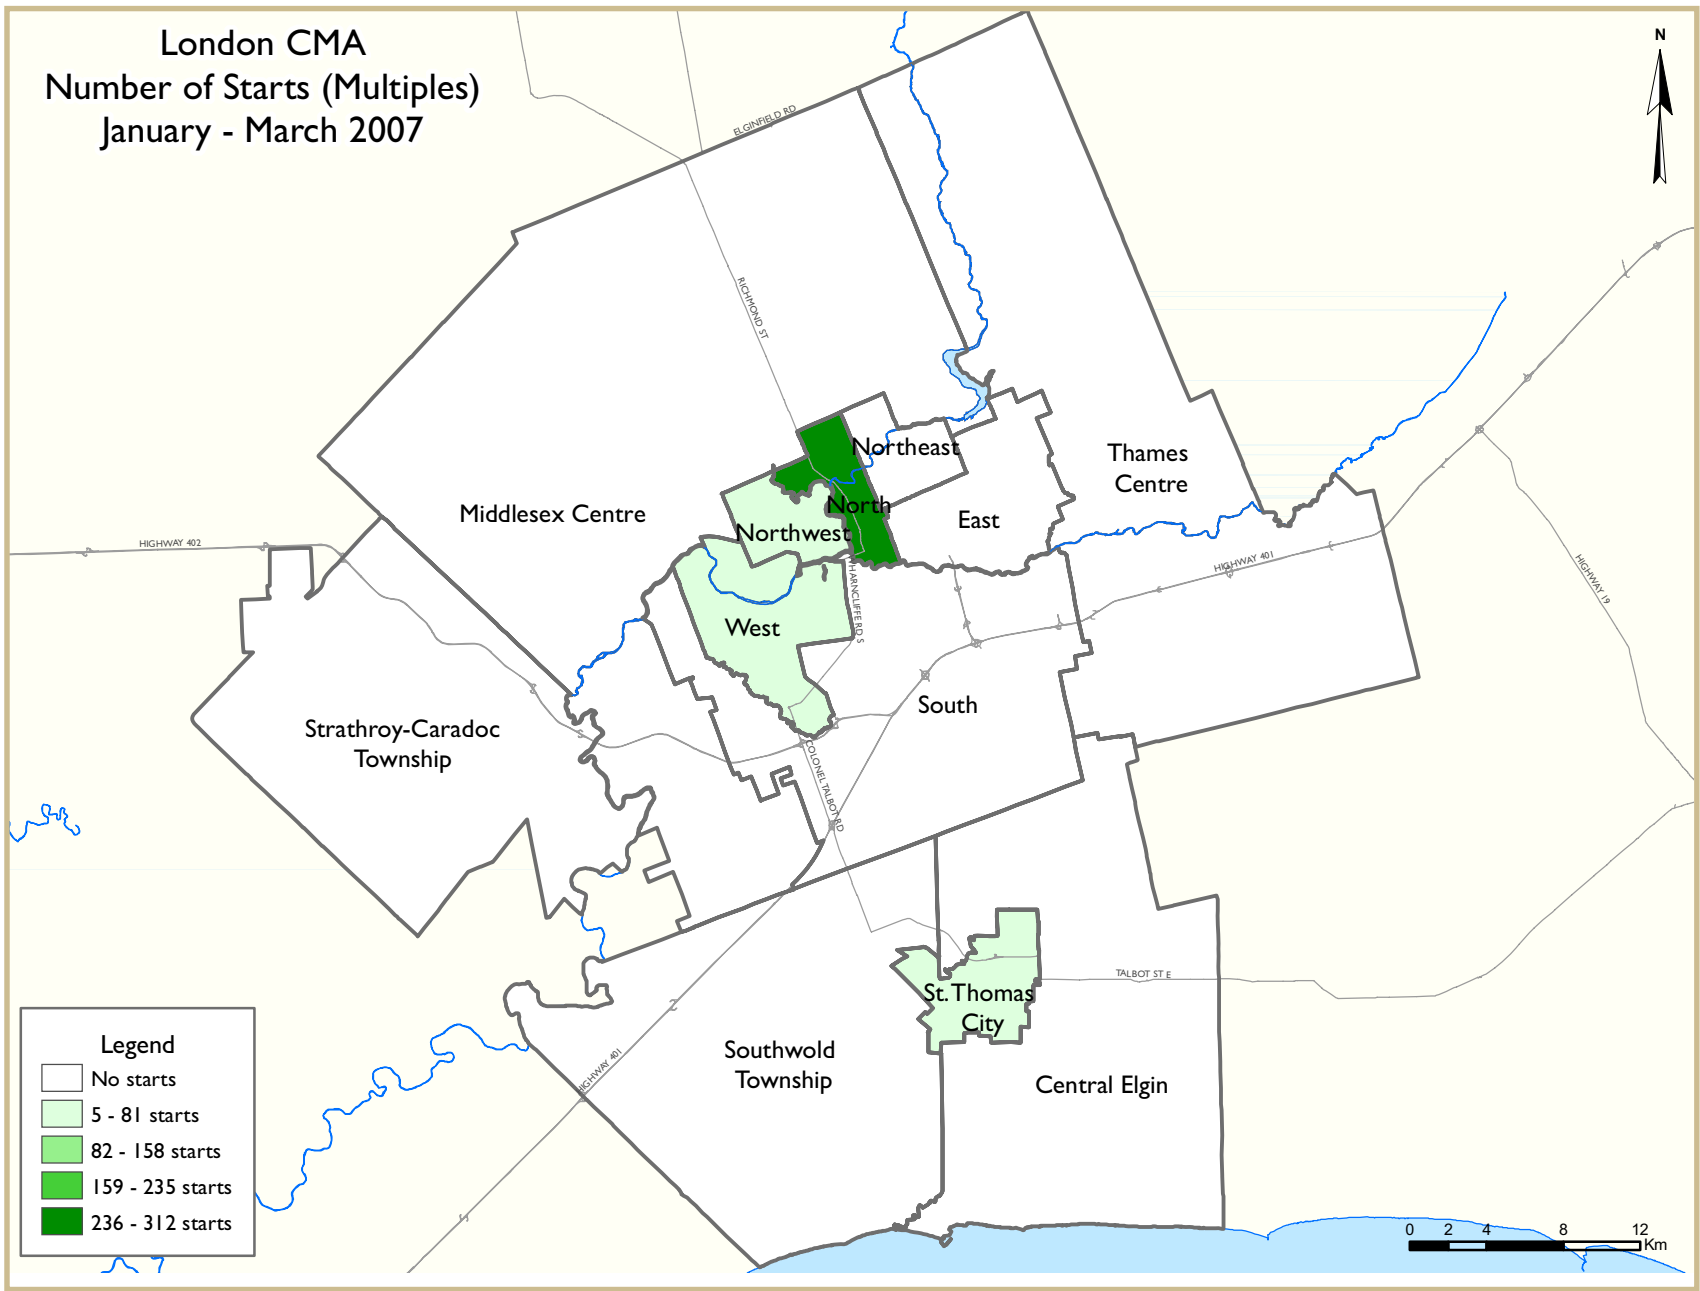 London CMA
Number of Starts (Multiples)
January - March 2007
N
ELGINFIELD RD
RICHMOND ST
Northeast
Thames
Centre
Middlesex Centre
North
East
Northwest
HIGHWAY 402
HIGHWAY 401
HIGHWAY 19
WHARNCLIFFE RD S
West
South
Strathroy-Caradoc
Township
COLONEL TALBOT RD
TALBOT ST E
St. Thomas
City
Southwold
Township
Central Elgin
HIGHWAY 401
Legend
No starts
5 - 81 starts
82 - 158 starts
159 - 235 starts
236 - 312 starts
0 2 4 8 12
Km